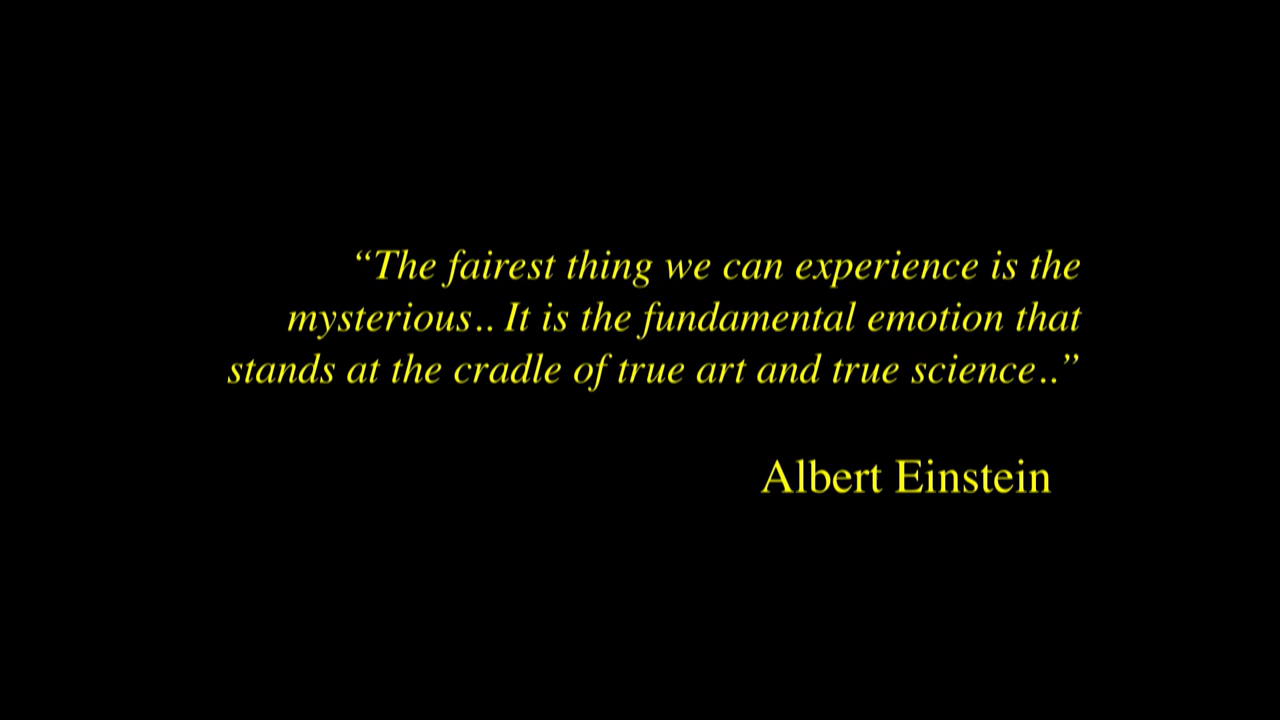 “The fairest thing we can experience is the
mysterious.. It is the fundamental emotion that
stands at the cradle of true art and true science..”
Albert Einstein